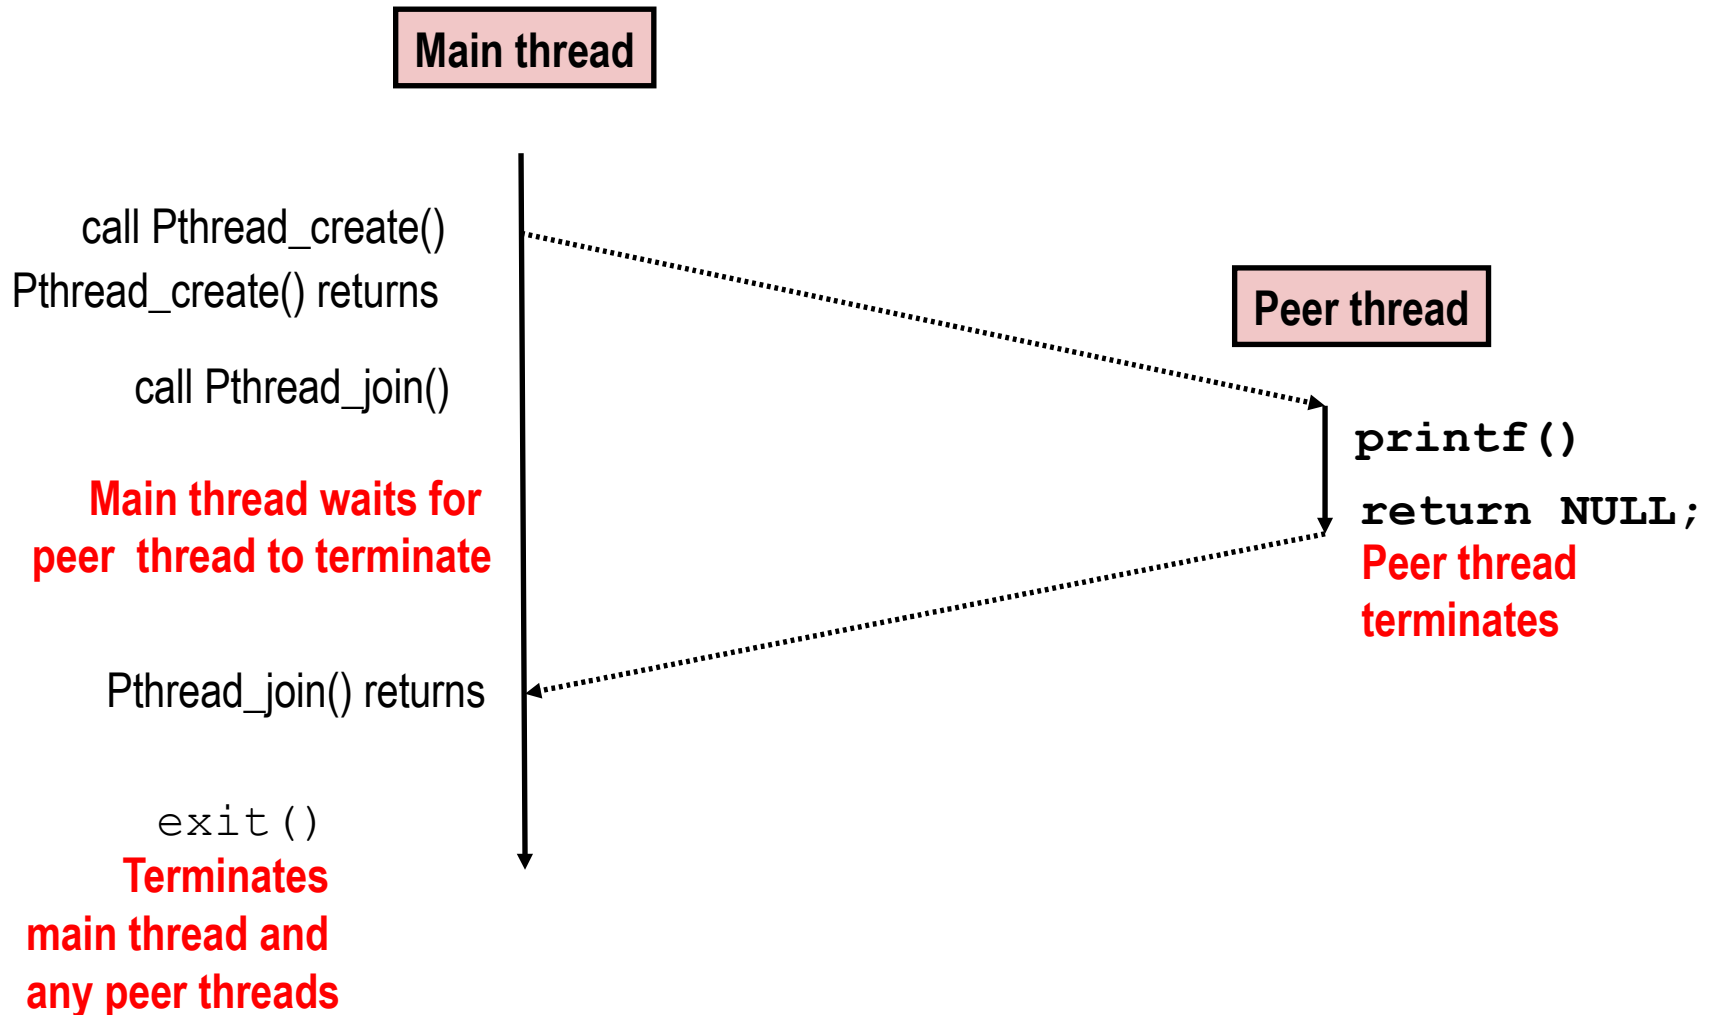 Main thread
call Pthread_create()
Pthread_create() returns
Peer thread
call Pthread_join()
printf()
Main thread waits for
peer thread to terminate
return NULL;
Peer thread
terminates
Pthread_join() returns
exit()
Terminates
main thread and
any peer threads